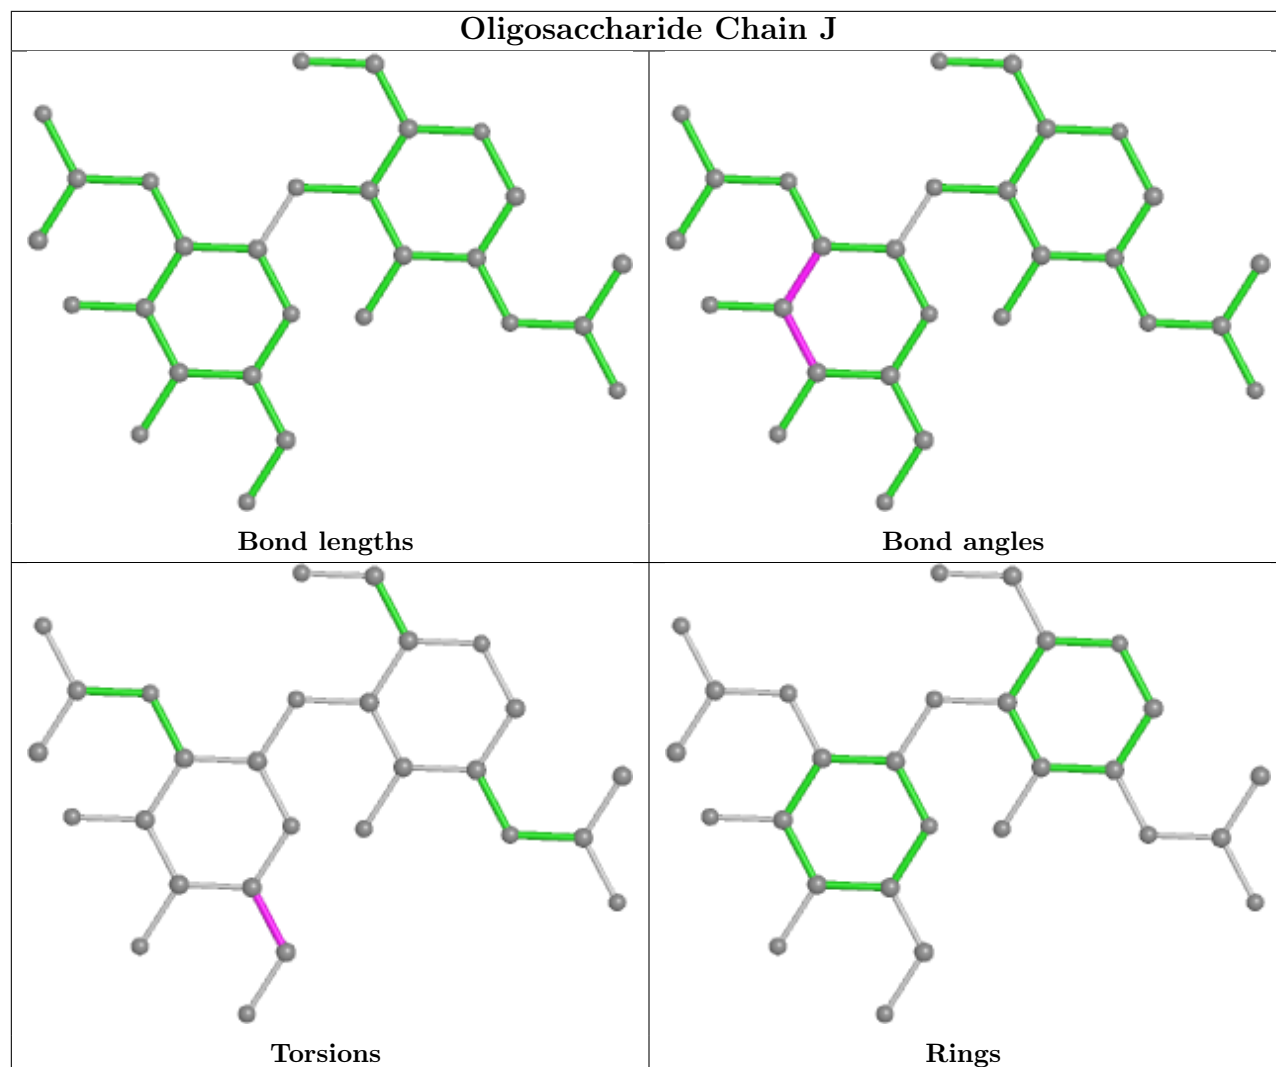 Oligosaccharide Chain J
Bond lengths
Bond angles
Torsions
Rings